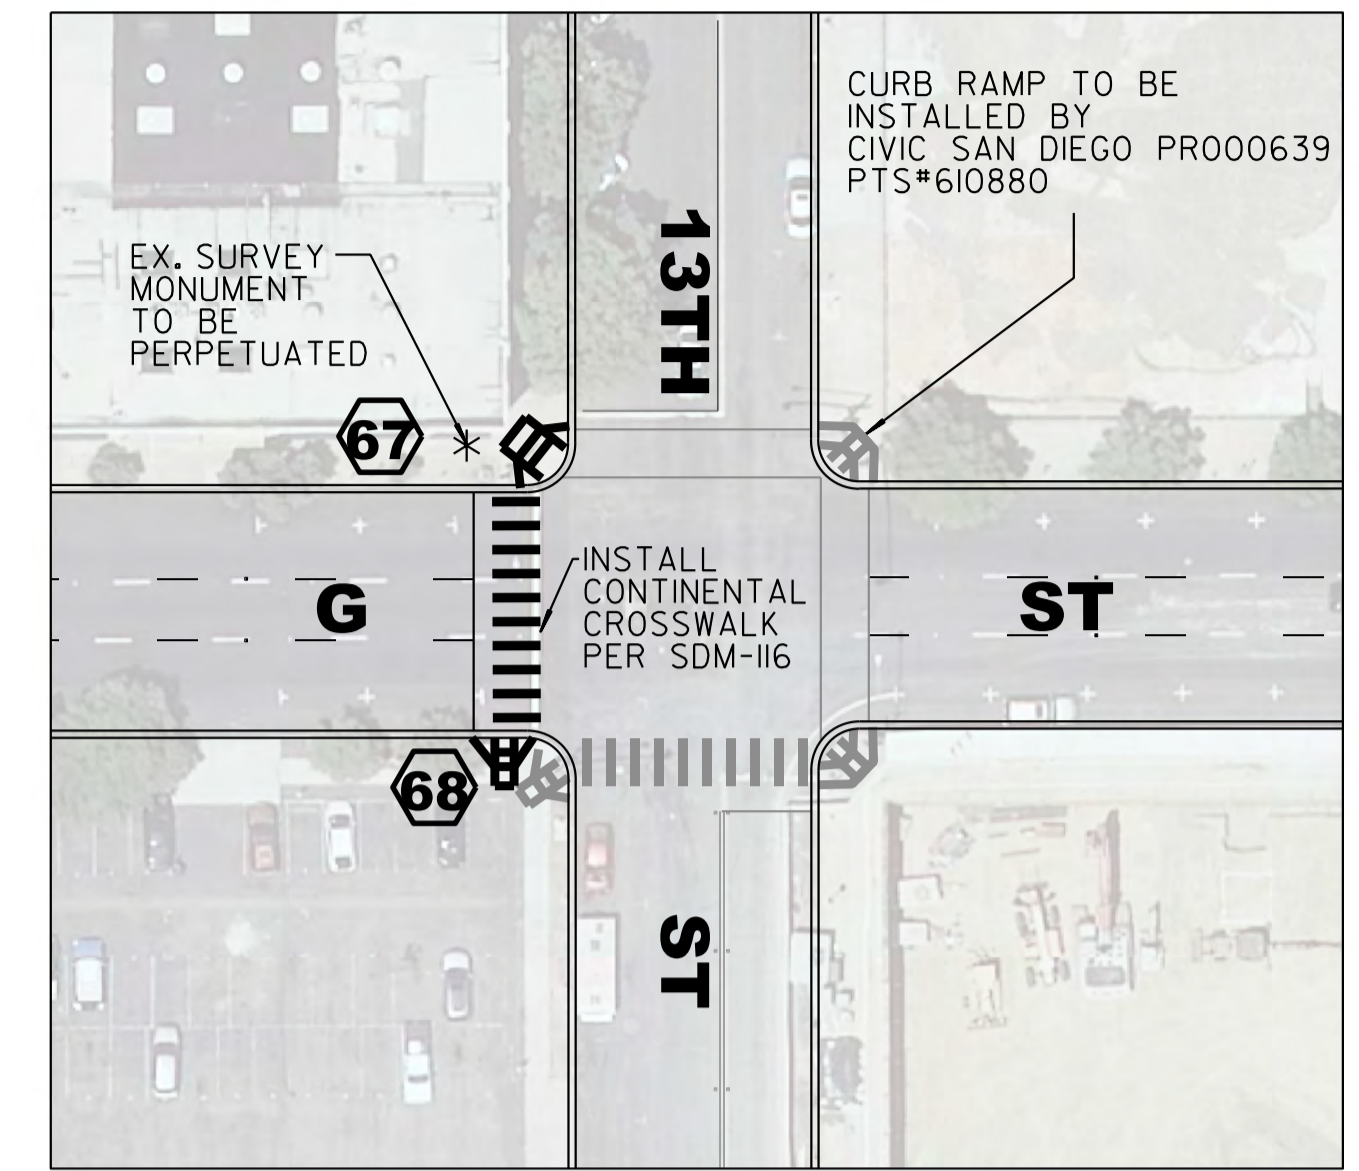 CURB RAMP TO BE
INSTALLED BY
CIVIC SAN DIEGO PR000639
PTS#610880
EX. SURVEY
MONUMENT
TO BE
PERPETUATED
13TH
67
INSTALL
CONTINENTAL
CROSSWALK
PER SDM-116
G
ST
68
ST